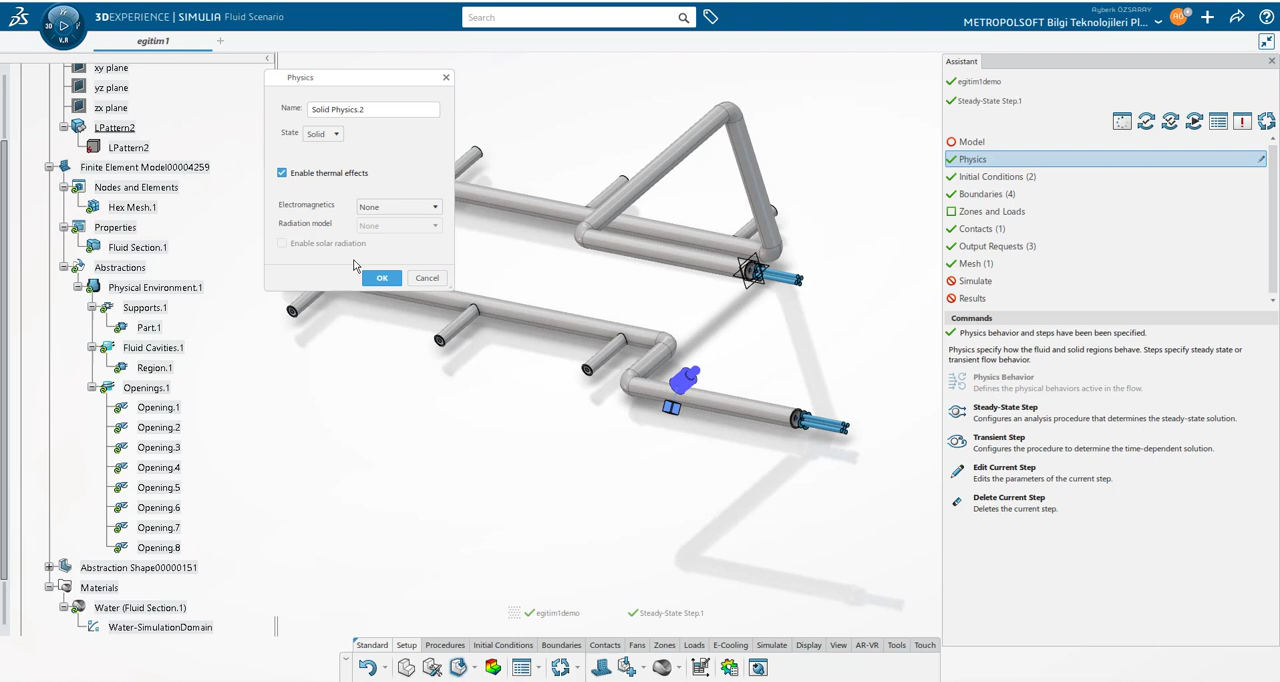 3DEXPERIENCE | SIMULIA Fluid Scenario
Search
Ayberk ÖZSARAY
METROPOLSOFT Bilgi Teknolojileri Pl...
3D
V.R
egitim1
xy plane
yz plane
zx plane
LPattern2
LPattern2
Finite Element Model00004259
Nodes and Elements
Hex Mesh.1
Properties
Fluid Section.1
Abstractions
Physical Environment.1
Supports.1
Part.1
Fluid Cavities.1
Region.1
Openings.1
Opening.1
Opening.2
Opening.3
Opening.4
Opening.5
Opening.6
Opening.7
Opening.8
Abstraction Shape00000151
Materials
Water (Fluid Section.1)
Water-SimulationDomain
Physics
Name: Solid Physics.2
State Solid
Enable thermal effects
Electromagnetics None
Radiation model None
Enable solar radiation
OK Cancel
egitim1demo Steady-State Step.1
Assistant
egitim1demo
Steady-State Step.1
Model
Physics
Initial Conditions (2)
Boundaries (4)
Zones and Loads
Contacts (1)
Output Requests (3)
Mesh (1)
Simulate
Results
Commands
Physics behavior and steps have been been specified.
Physics specify how the fluid and solid regions behave. Steps specify steady state or
transient flow behavior.
Physics Behavior
Defines the physical behaviors active in the flow.
Steady-State Step
Configures an analysis procedure that determines the steady-state solution.
Transient Step
Configures the procedure to determine the time-dependent solution.
Edit Current Step
Edits the parameters of the current step.
Delete Current Step
Deletes the current step.
Standard Setup Procedures Initial Conditions Boundaries Contacts Fans Zones Loads E-Cooling Simulate Display View AR-VR Tools Touch